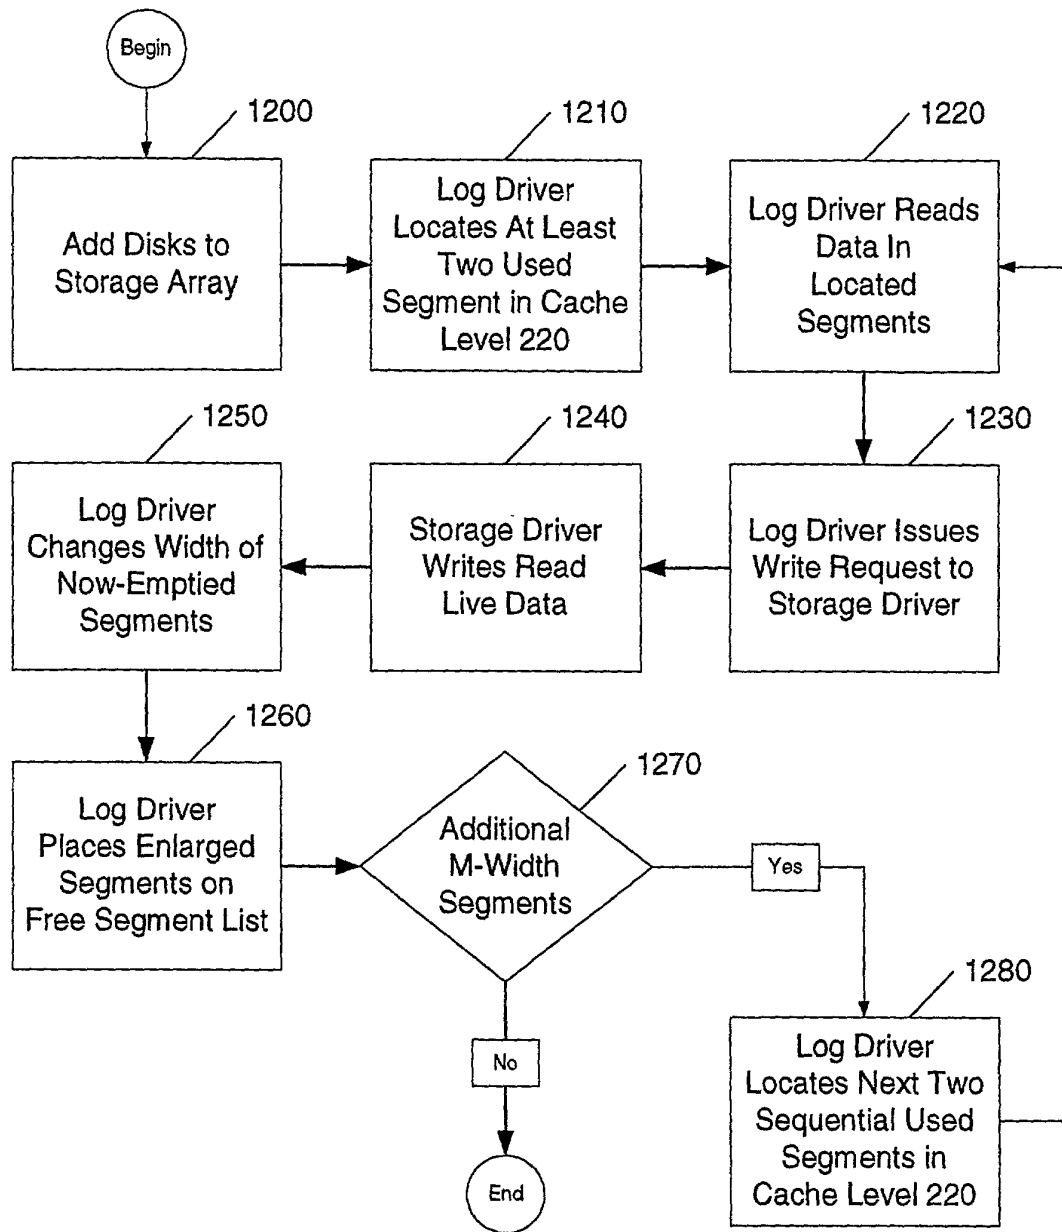 Begin
1200
Add Disks to
Storage Array
1210
Log Driver
Locates At Least
Two Used
Segment in Cache
Level 220
1220
Log Driver Reads
Data In
Located
Segments
1230
Log Driver Issues
Write Request to
Storage Driver
1240
Storage Driver
Writes Read
Live Data
1250
Log Driver
Changes Width of
Now-Emptied
Segments
1260
Log Driver
Places Enlarged
Segments on
Free Segment List
1270
Additional
M-Width
Segments
Yes
No
End
1280
Log Driver
Locates Next Two
Sequential Used
Segments in
Cache Level 220